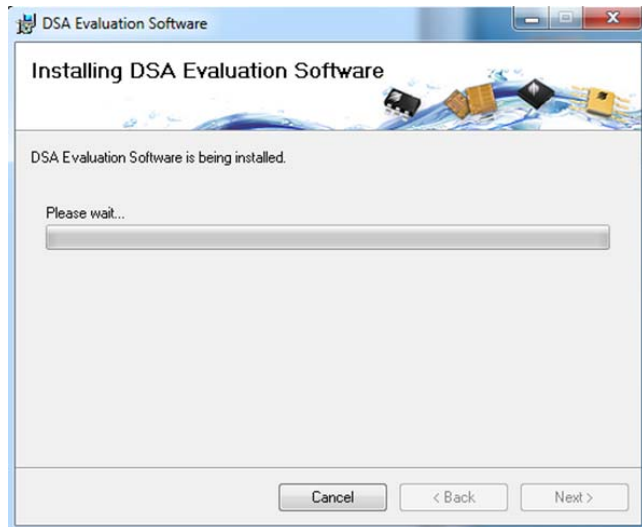 DSA Evaluation Software
Installing DSA Evaluation Software
DSA Evaluation Software is being installed.
Please wait...
Cancel
< Back
Next >